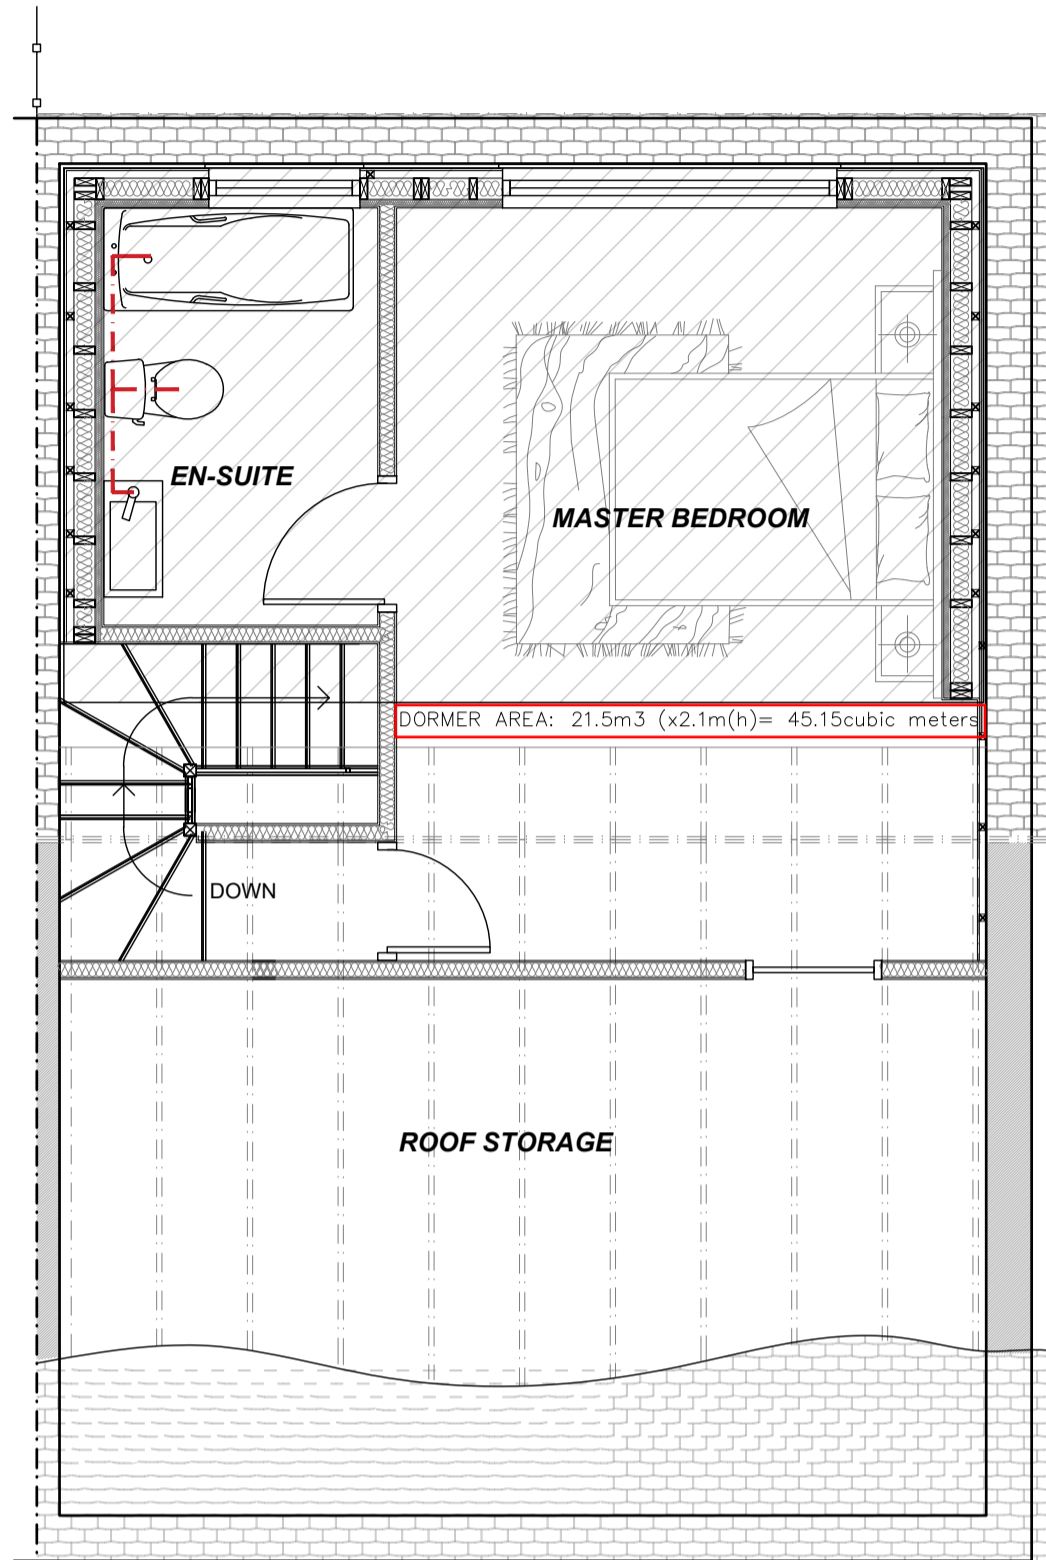 EN-SUITE
MASTER BEDROOM
DORMER AREA: 21.5m3 (x2.1m(h)= 45.15cubic meters
DOWN
ROOF STORAGE